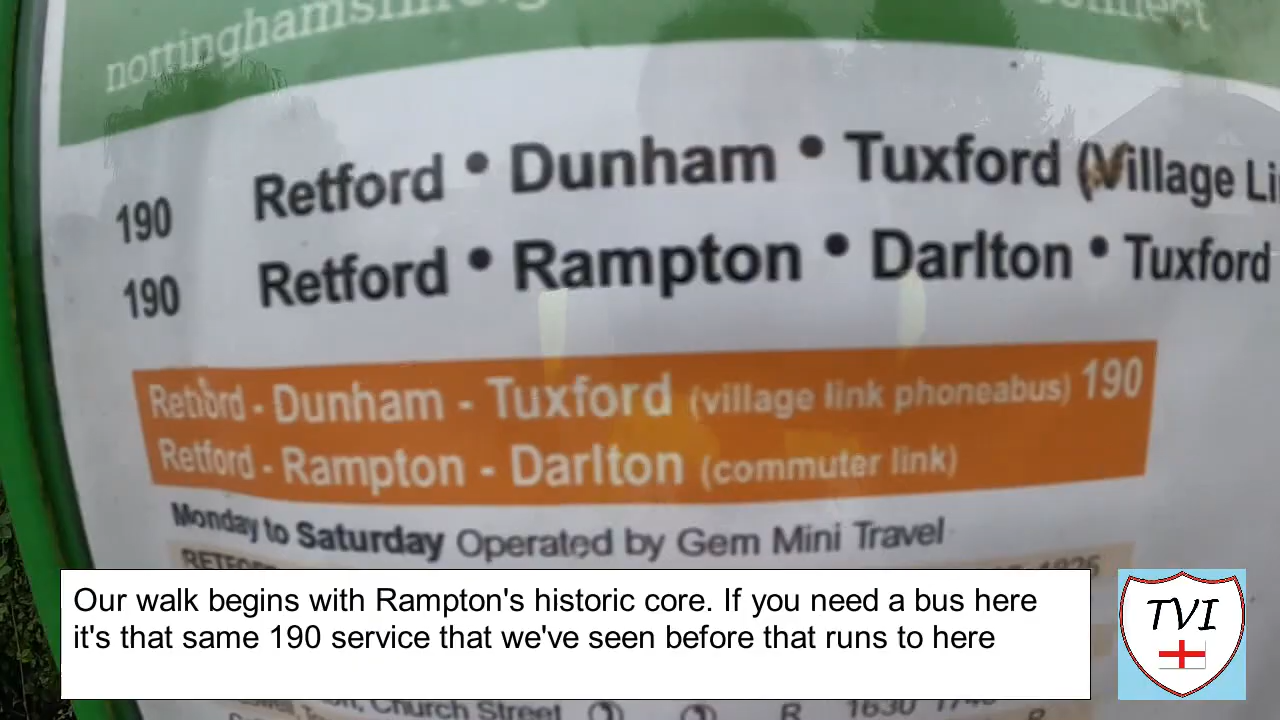 190 Retford • Dunham • Tuxford (Village
190 Retford • Rampton • Darlton • Tuxford
Retford - Dunham - Tuxford (village link phoneabus) 190
Retford - Rampton - Darlton (commuter link)
Monday to Saturday Operated by Gem Mini Travel
Our walk begins with Rampton's historic core. If you need a bus here
it's that same 190 service that we've seen before that runs to here
TVI
Church Street R 1630